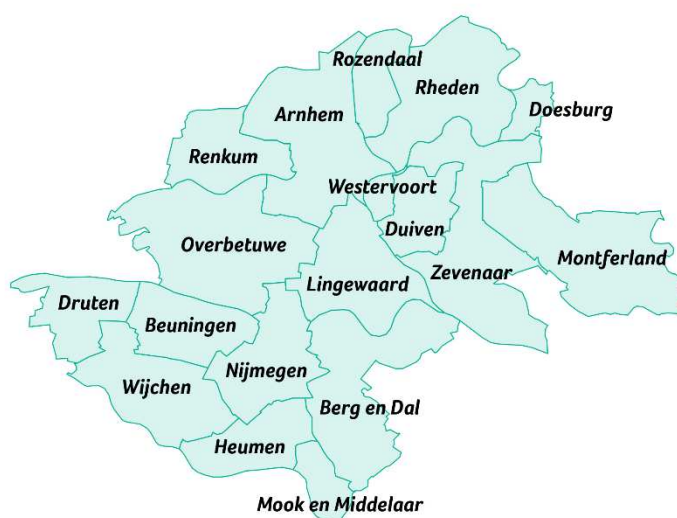 Rozendaal
Rheden
Doesburg
Arnhem
Renkum
Westervoort
Duiven
Overbetuwe
Montferland
Zevenaar
Lingewaard
Druten
Beuningen
Nijmegen
Wijchen
Berg en Dal
Heumen
Mook en Middelaar